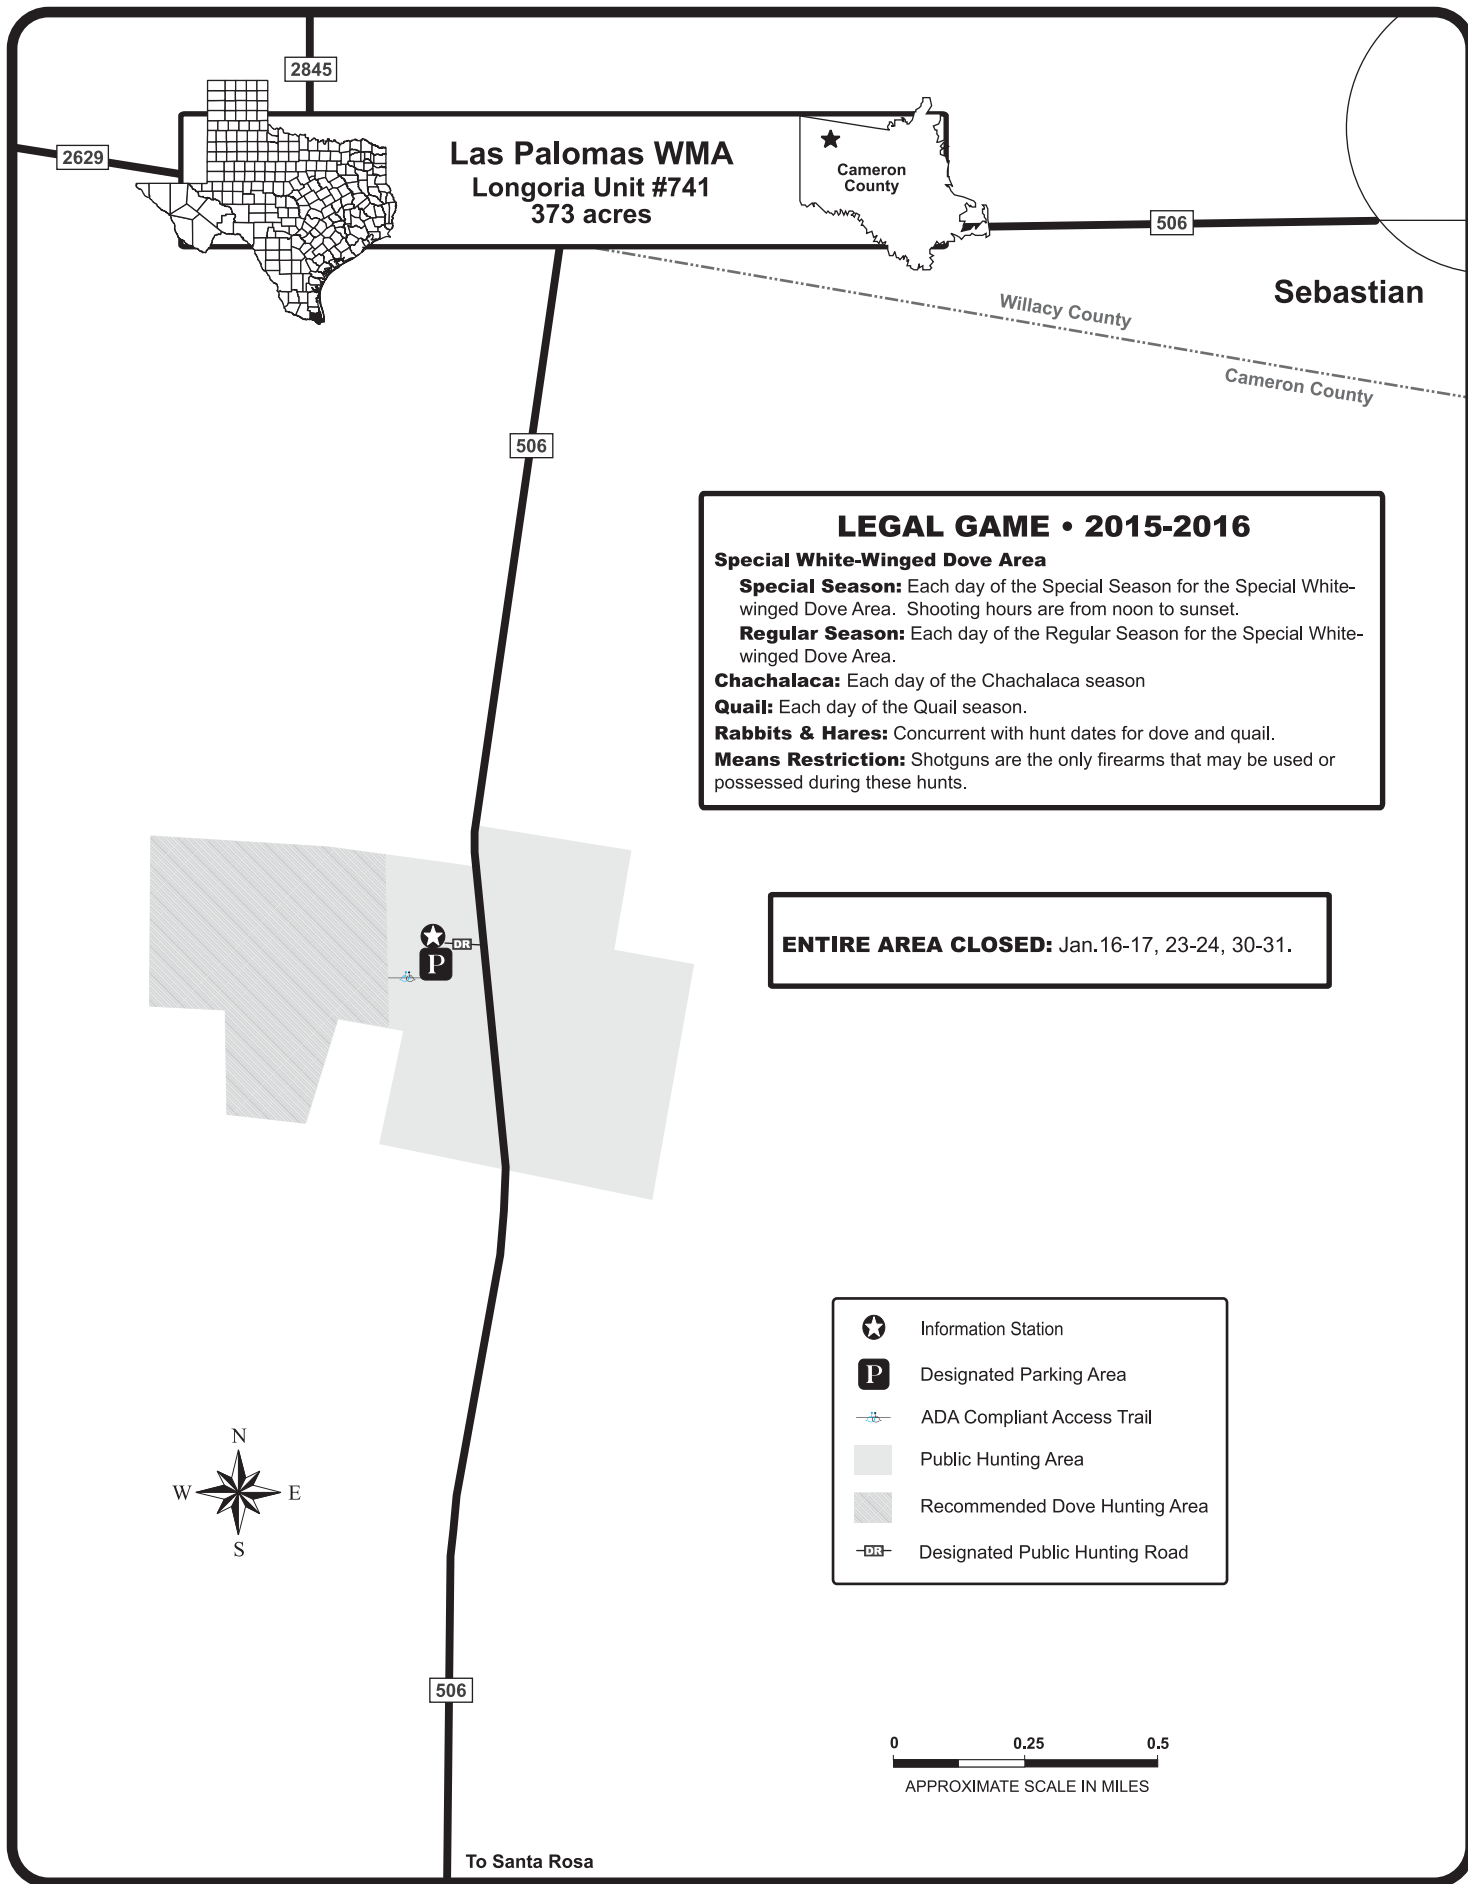 2845
2629
Las Palomas WMA
Longoria Unit #741
373 acres
Cameron
County
506
Sebastian
Willacy County
Cameron County
506
LEGAL GAME • 2015-2016
Special White-Winged Dove Area
Special Season: Each day of the Special Season for the Special White-
winged Dove Area. Shooting hours are from noon to sunset.
Regular Season: Each day of the Regular Season for the Special White-
winged Dove Area.
Chachalaca: Each day of the Chachalaca season
Quail: Each day of the Quail season.
Rabbits & Hares: Concurrent with hunt dates for dove and quail.
Means Restriction: Shotguns are the only firearms that may be used or
possessed during these hunts.
DR
P
ENTIRE AREA CLOSED: Jan.16-17, 23-24, 30-31.
Information Station
P Designated Parking Area
ADA Compliant Access Trail
Public Hunting Area
Recommended Dove Hunting Area
DR Designated Public Hunting Road
N
W E
S
506
0 0.25 0.5
APPROXIMATE SCALE IN MILES
To Santa Rosa